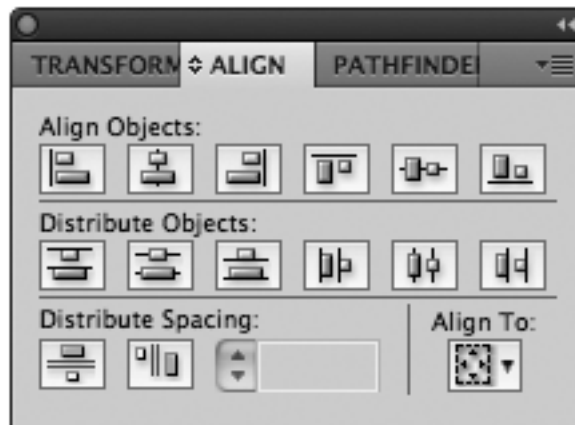 TRANSFORM ALIGN PATHFINDE
Align Objects:
Distribute Objects:
Distribute Spacing: Align To: